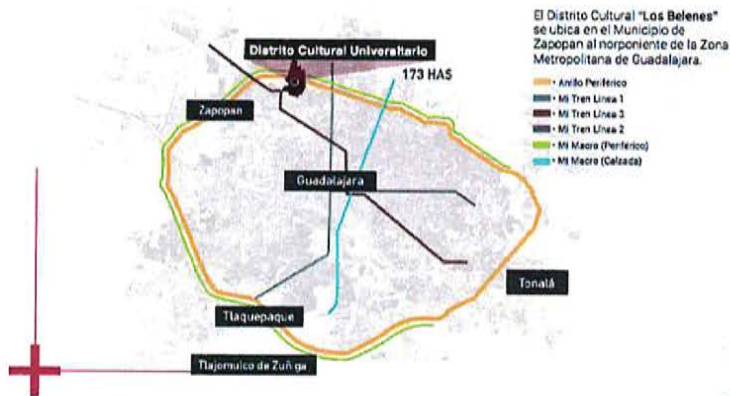 El Distrito Cultural "Los Belenes"
se ubica en el Municipio de
Zapopan al norponiente de la Zona
Metropolitana de Guadalajara.
Distrito Cultural Universitario
173 HAS
• Anillo Periférico
• Mi Tren Línea 1
• Mi Tren Línea 3
• Mi Tren Línea 2
• Mi Macro (Periférico)
• Mi Macro (Calzada)
Zapopan
Guadalajara
Tonalá
Tlaquepaque
Tlajomulco de Zuñiga